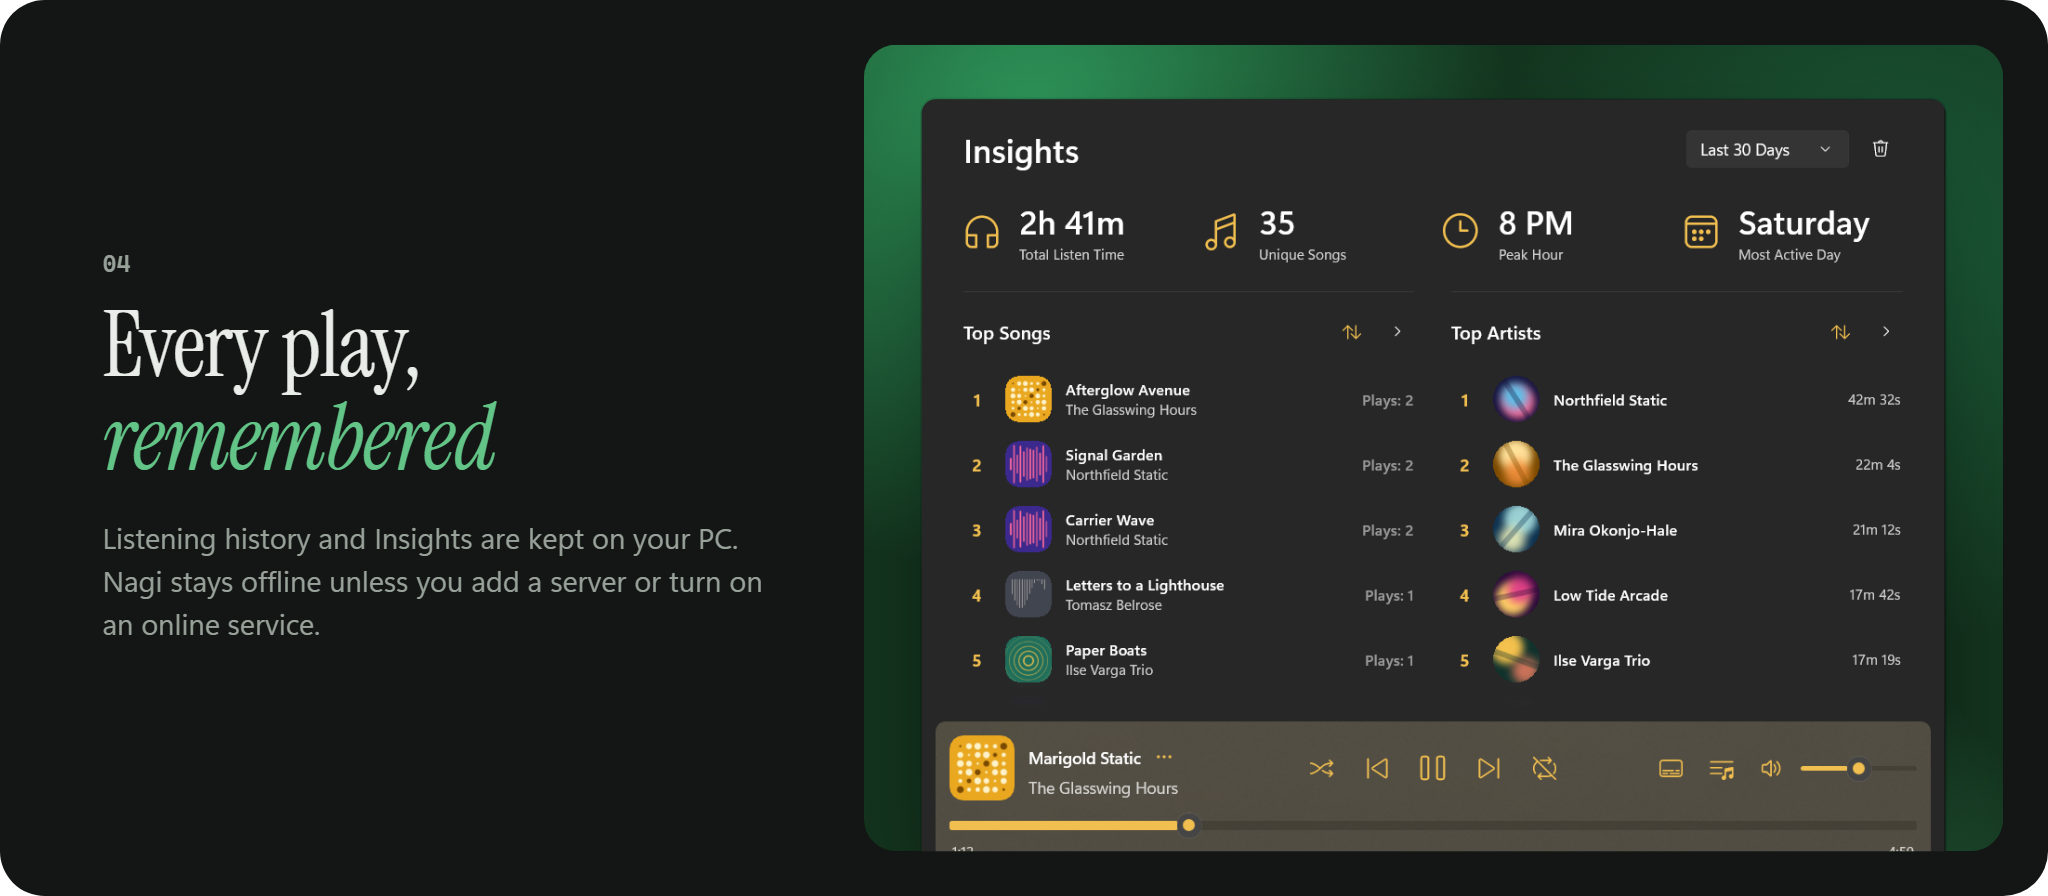 04
Every play,
remembered
Listening history and Insights are kept on your PC.
Nagi stays offline unless you add a server or turn on
an online service.
Insights
Last 30 Days
2h 41m
Total Listen Time
35
Unique Songs
8 PM
Peak Hour
Saturday
Most Active Day
Top Songs
1
Afterglow Avenue
The Glasswing Hours
Plays: 2
2
Signal Garden
Northfield Static
Plays: 2
3
Carrier Wave
Northfield Static
Plays: 2
4
Letters to a Lighthouse
Tomasz Belrose
Plays: 1
5
Paper Boats
Ilse Varga Trio
Plays: 1
Top Artists
1
Northfield Static
42m 32s
2
The Glasswing Hours
22m 4s
3
Mira Okonjo-Hale
21m 12s
4
Low Tide Arcade
17m 42s
5
Ilse Varga Trio
17m 19s
Marigold Static
The Glasswing Hours